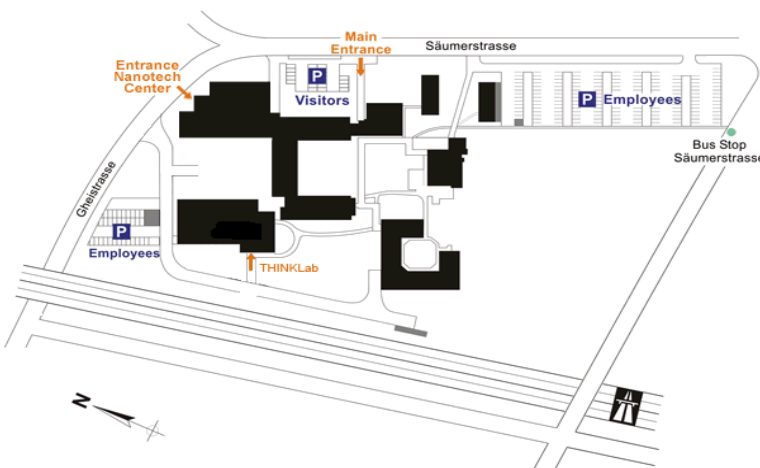 Main
Entrance
Säumerstrasse
Entrance
Nanotech
Center
P
Visitors
P Employees
Bus Stop
Säumerstrasse
Gheistrasse
P
Employees
THINKLab
N